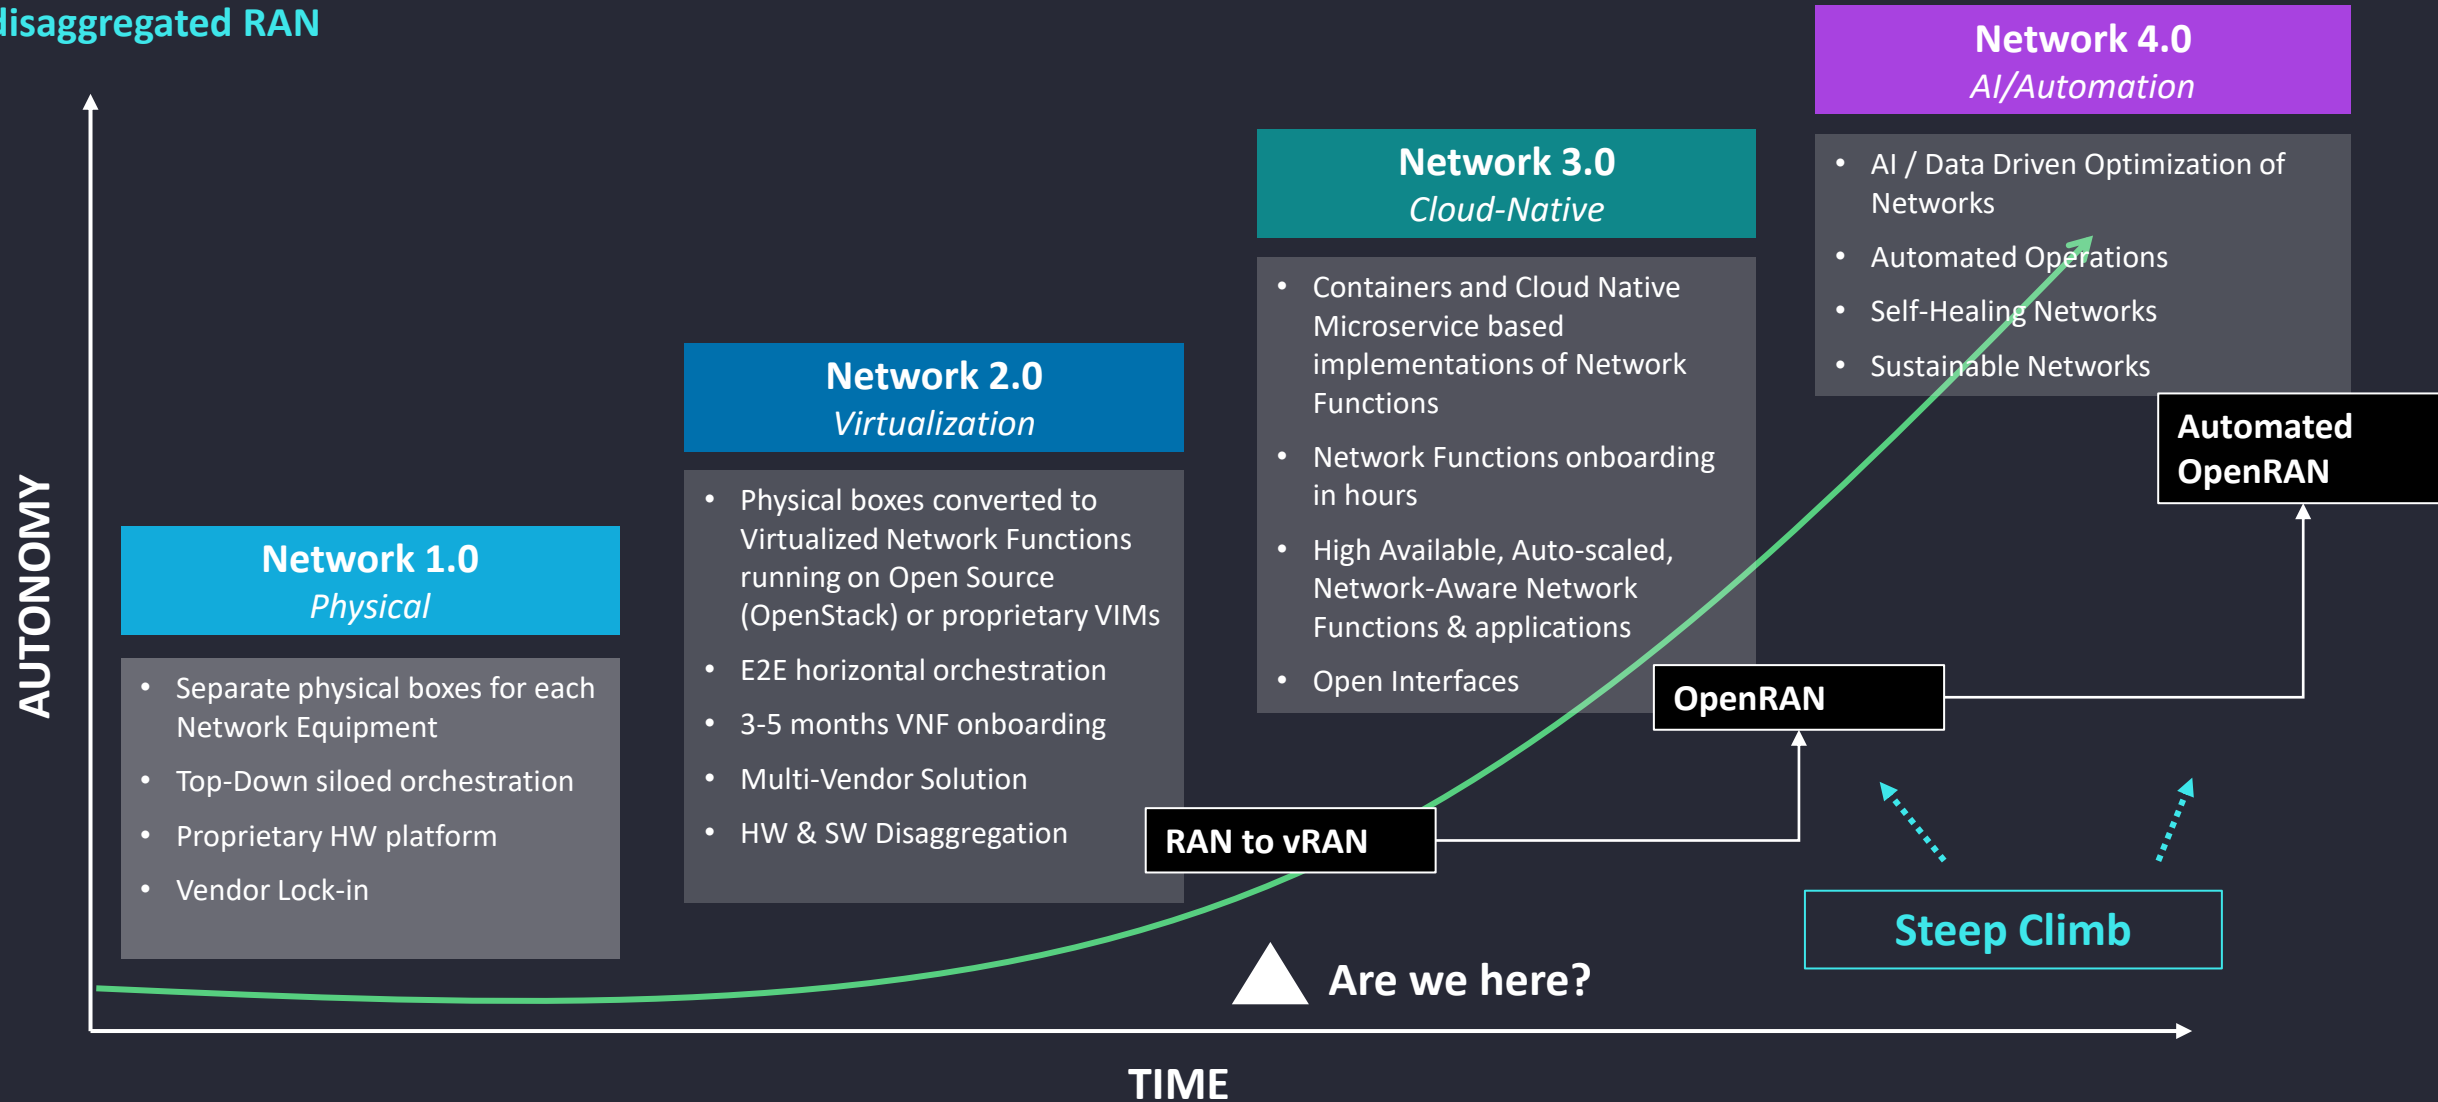 disaggregated RAN
Network 4.0
AI/Automation
• AI / Data Driven Optimization of
Networks
• Automated Operations
• Self-Healing Networks
• Sustainable Networks
Network 3.0
Cloud-Native
• Containers and Cloud Native
Microservice based
implementations of Network
Functions
• Network Functions onboarding
in hours
• High Available, Auto-scaled,
Network-Aware Network
Functions & applications
• Open Interfaces
Network 2.0
Virtualization
• Physical boxes converted to
Virtualized Network Functions
running on Open Source
(OpenStack) or proprietary VIMs
• E2E horizontal orchestration
• 3-5 months VNF onboarding
• Multi-Vendor Solution
• HW & SW Disaggregation
Network 1.0
Physical
• Separate physical boxes for each
Network Equipment
• Top-Down siloed orchestration
• Proprietary HW platform
• Vendor Lock-in
AUTONOMY
Automated
OpenRAN
OpenRAN
RAN to vRAN
Steep Climb
Are we here?
TIME